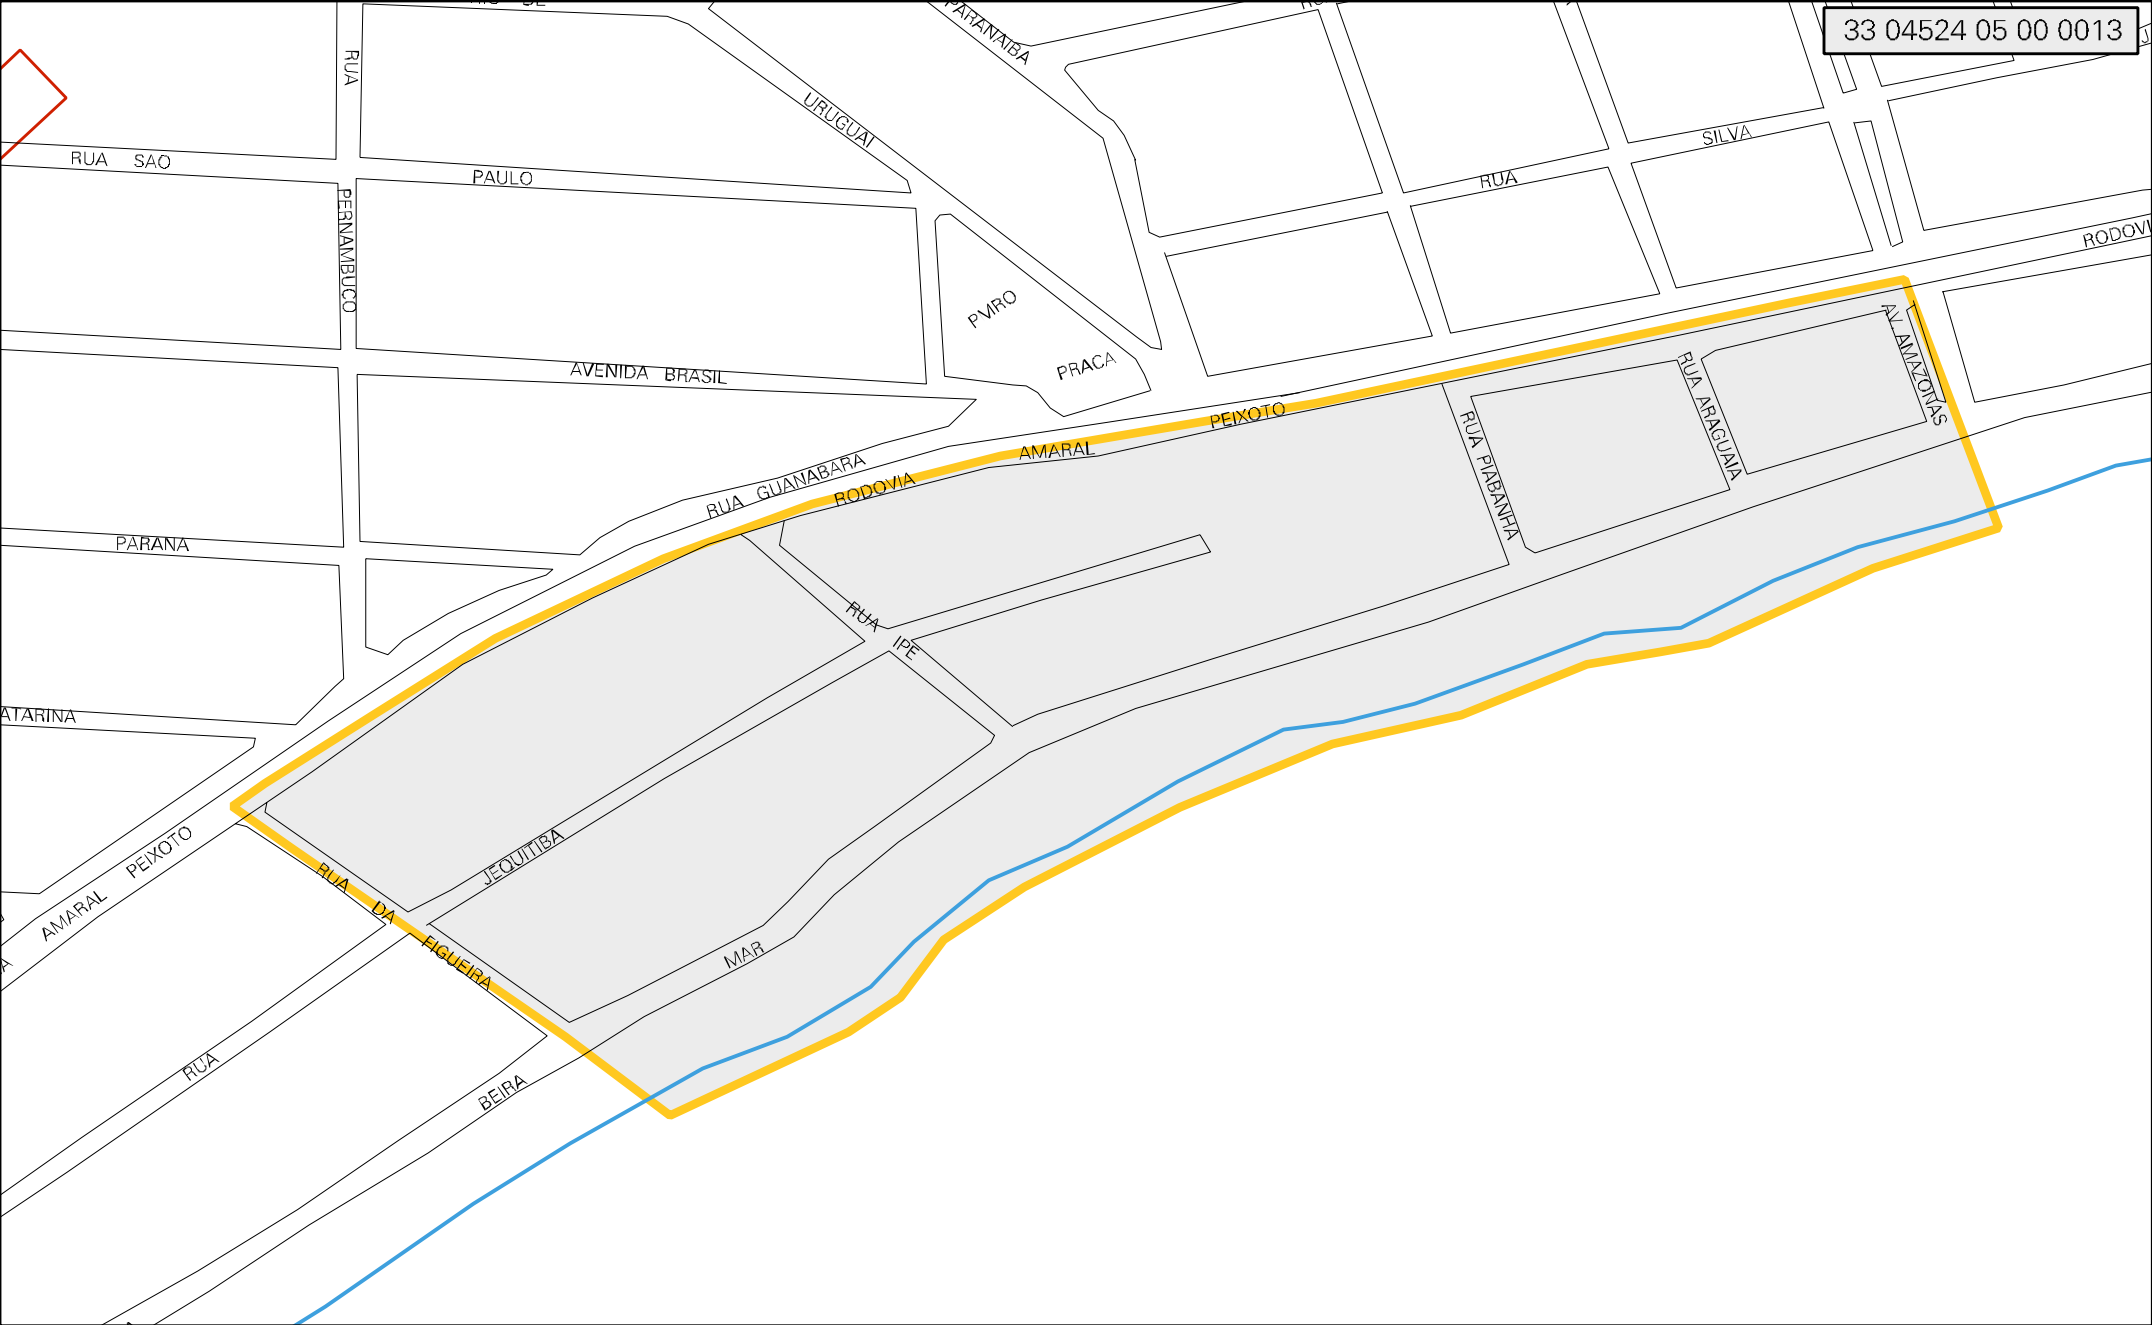 33 04524 05 00 0013
PARANAIBA
RUA
URUGUAI
SILVA
RUA SAO
PAULO
RUA
PERNAMBUCO
RODOVI
PVIRO
PRACA
AV. AMAZONAS
AVENIDA BRASIL
RUA ARAGUAIA
PEIXOTO
RUA PIABANHA
AMARAL
RUA GUANABARA
RODOVIA
PARANA
RUA IPE
ATARINA
PEIXOTO
JEQUITIBA
RUA
AMARAL
DA
FIGUEIRA
MAR
RUA
BEIRA